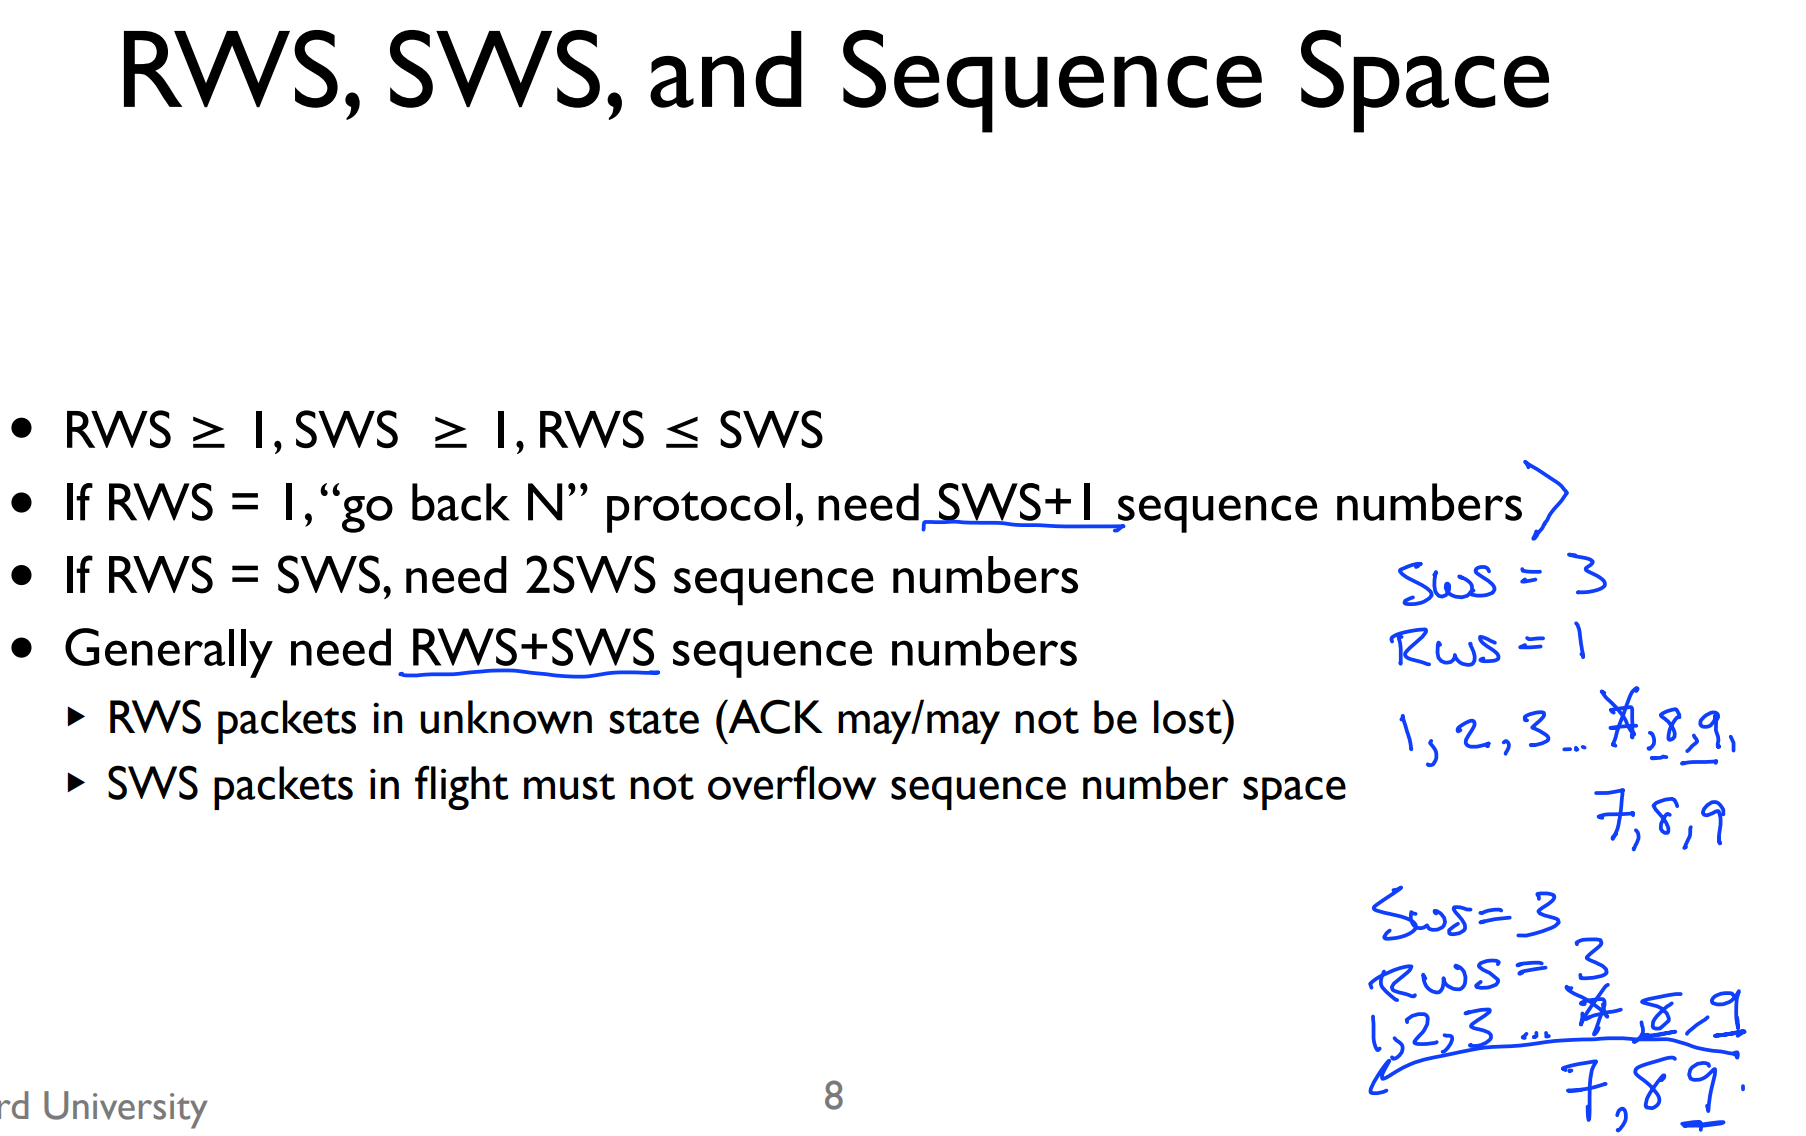 RWS, SWS, and Sequence Space
• RWS ≥ 1, SWS ≥ 1, RWS ≤ SWS
• If RWS = 1, “go back N” protocol, need SWS+1 sequence numbers
• If RWS = SWS, need 2SWS sequence numbers
• Generally need RWS+SWS sequence numbers
▸ RWS packets in unknown state (ACK may/may not be lost)
▸ SWS packets in flight must not overflow sequence number space
SWS = 3
RWS = 1
1, 2, 3 ... 7, 8, 9,
7, 8, 9
SWS = 3
RWS = 3
1, 2, 3 ... 7, 8, 9
7, 8 9
rd University
8